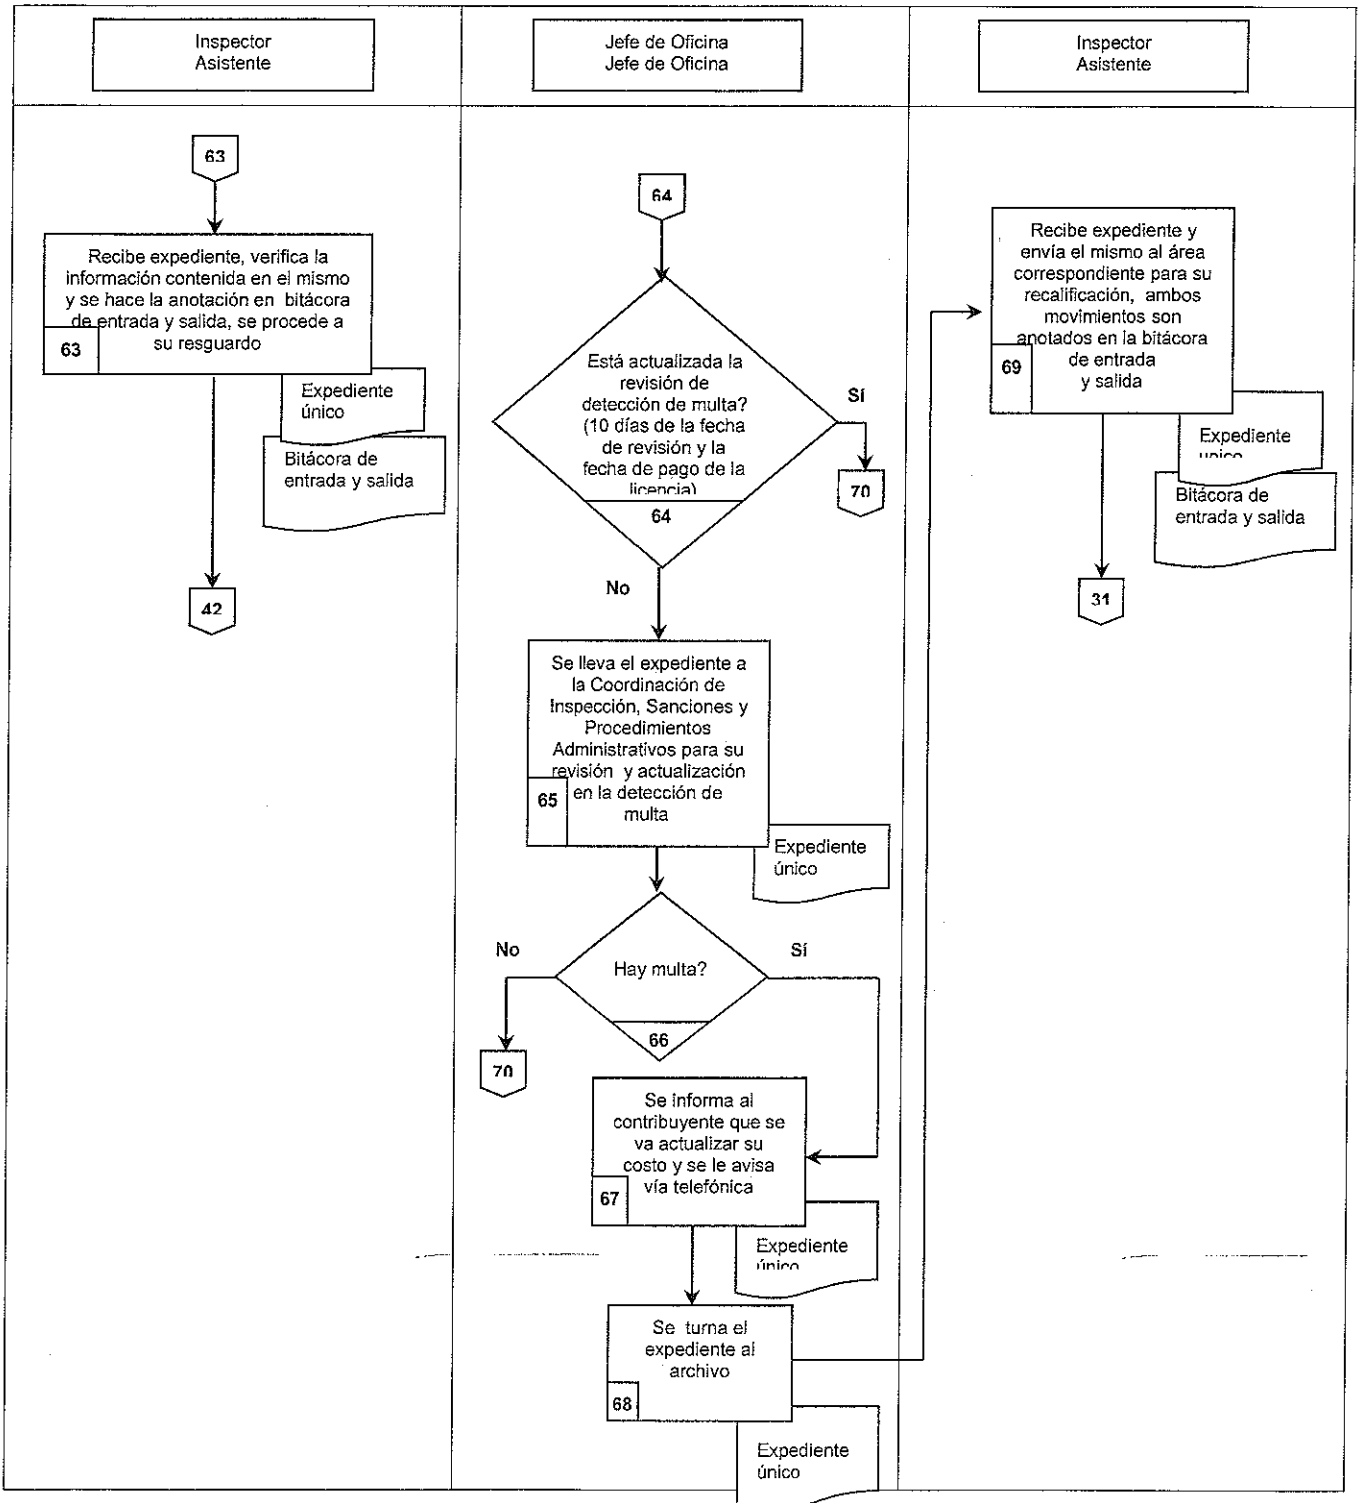 Inspector
Asistente
Jefe de Oficina
Jefe de Oficina
Inspector
Asistente
63
Recibe expediente, verifica la
información contenida en el mismo
y se hace la anotación en bitácora
de entrada y salida, se procede a
su resguardo
63
Expediente
único
Bitácora de
entrada y salida
42
64
Está actualizada la
revisión de
detección de multa?
(10 días de la fecha
de revisión y la
fecha de pago de la
licencia)
64
Sí
70
No
Se lleva el expediente a
la Coordinación de
Inspección, Sanciones y
Procedimientos
Administrativos para su
revisión y actualización
en la detección de
multa
65
Expediente
único
No
Hay multa?
Sí
66
70
Se informa al
contribuyente que se
va actualizar su
costo y se le avisa
vía telefónica
67
Expediente
único
Se turna el
expediente al
archivo
68
Expediente
único
Recibe expediente y
envía el mismo al área
correspondiente para su
recalificación, ambos
movimientos son
anotados en la bitácora
de entrada
y salida
69
Expediente
unico
Bitácora de
entrada y salida
31